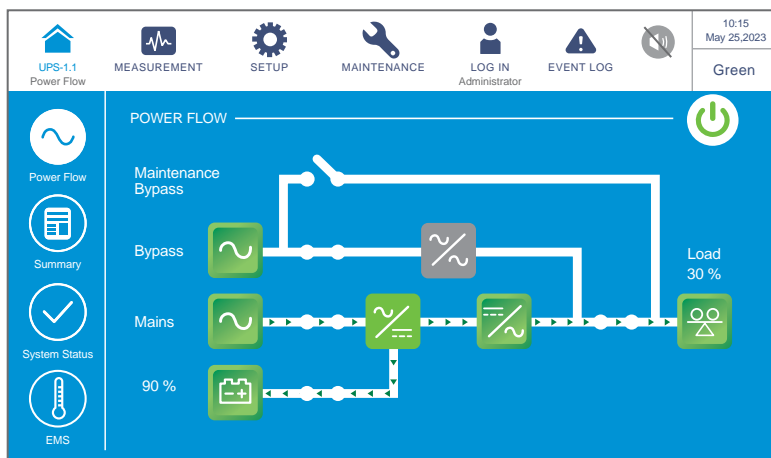 10:15
May 25,2023
UPS-1.1
Power Flow
MEASUREMENT
SETUP
MAINTENANCE
LOG IN
Administrator
EVENT LOG
Green
POWER FLOW
Power Flow
Summary
System Status
EMS
Maintenance
Bypass
Bypass
Load
30 %
Mains
90 %